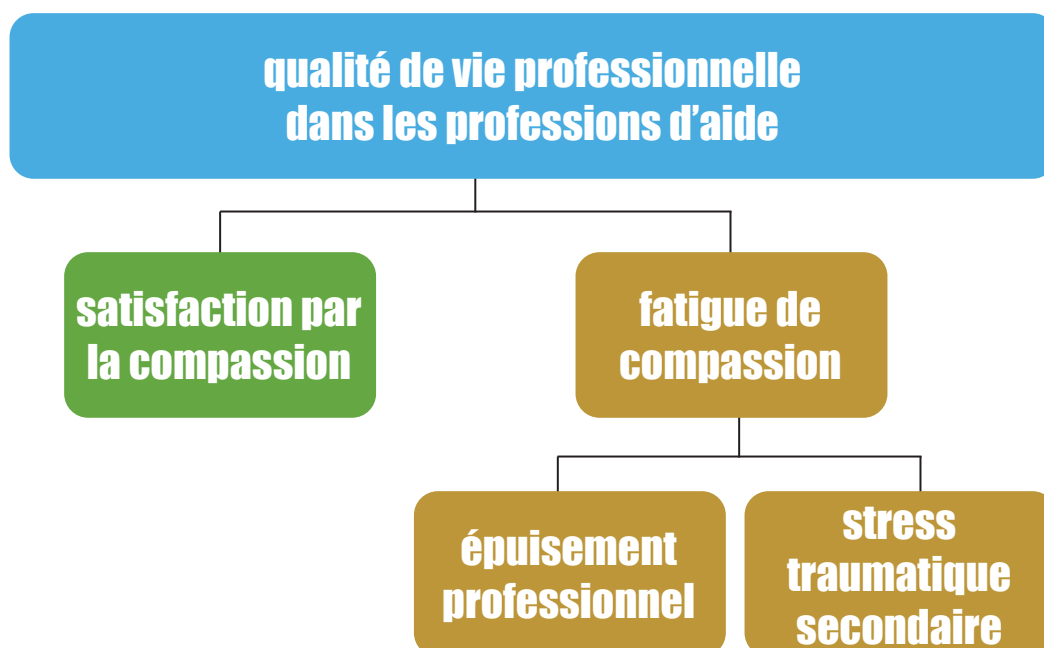 qualité de vie professionnelle
dans les professions d’aide
satisfaction par
la compassion
fatigue de
compassion
épuisement
professionnel
stress
traumatique
secondaire